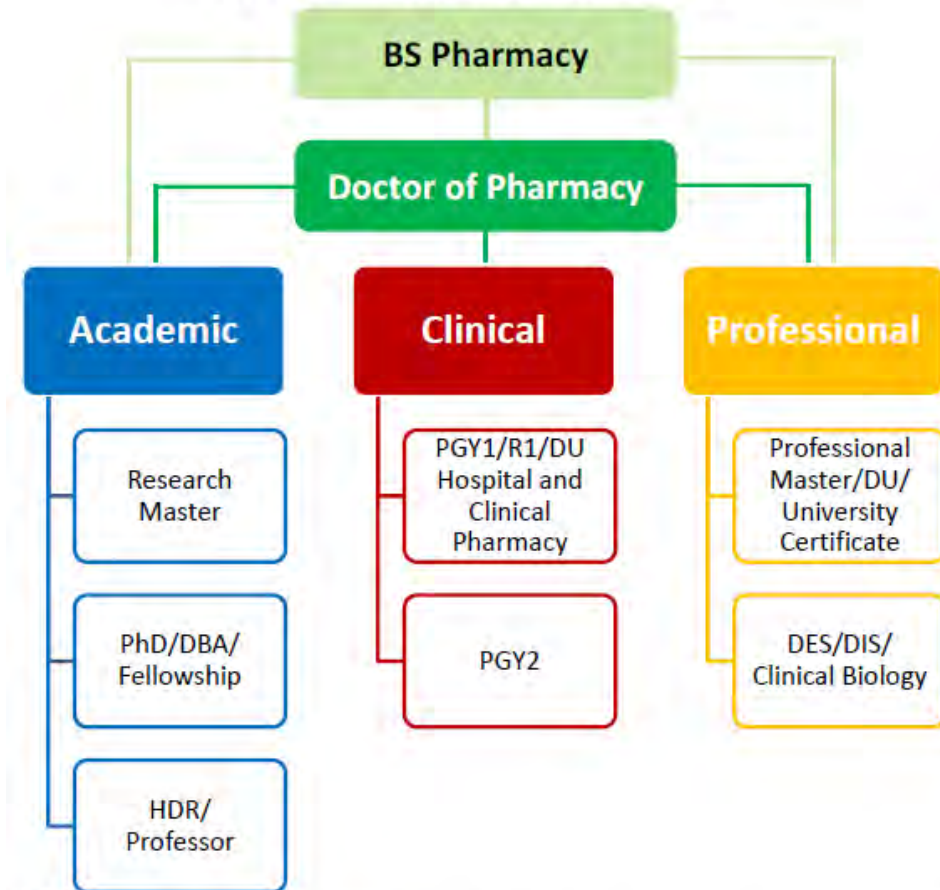 BS Pharmacy
Doctor of Pharmacy
Academic
Research
Master
PhD/DBA/
Fellowship
HDR/
Professor
Clinical
PGY1/R1/DU
Hospital and
Clinical
Pharmacy
PGY2
Professional
Professional
Master/DU/
University
Certificate
DES/DIS/
Clinical Biology